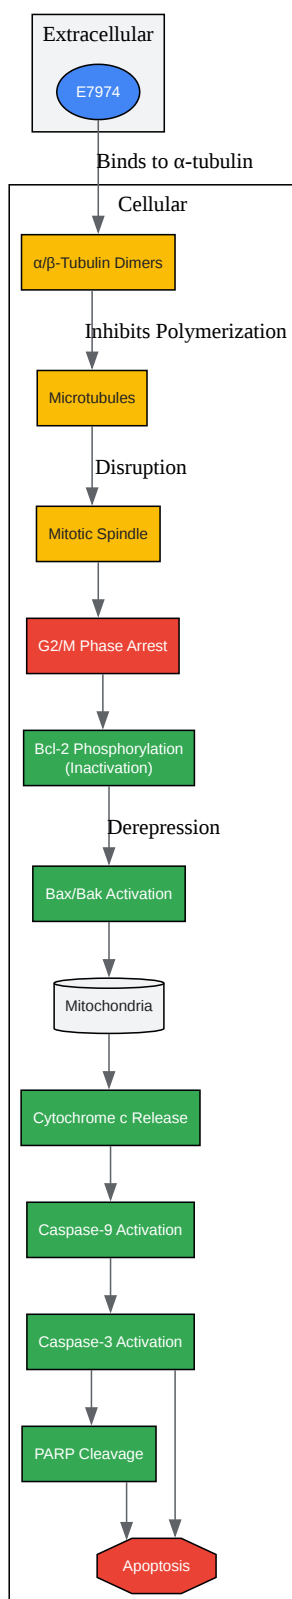 Extracellular
E7974
Binds to α-tubulin
Cellular
α/β-Tubulin Dimers
Inhibits Polymerization
Microtubules
Disruption
Mitotic Spindle
G2/M Phase Arrest
Bcl-2 Phosphorylation
(Inactivation)
Derepression
Bax/Bak Activation
Mitochondria
Cytochrome c Release
Caspase-9 Activation
Caspase-3 Activation
PARP Cleavage
Apoptosis